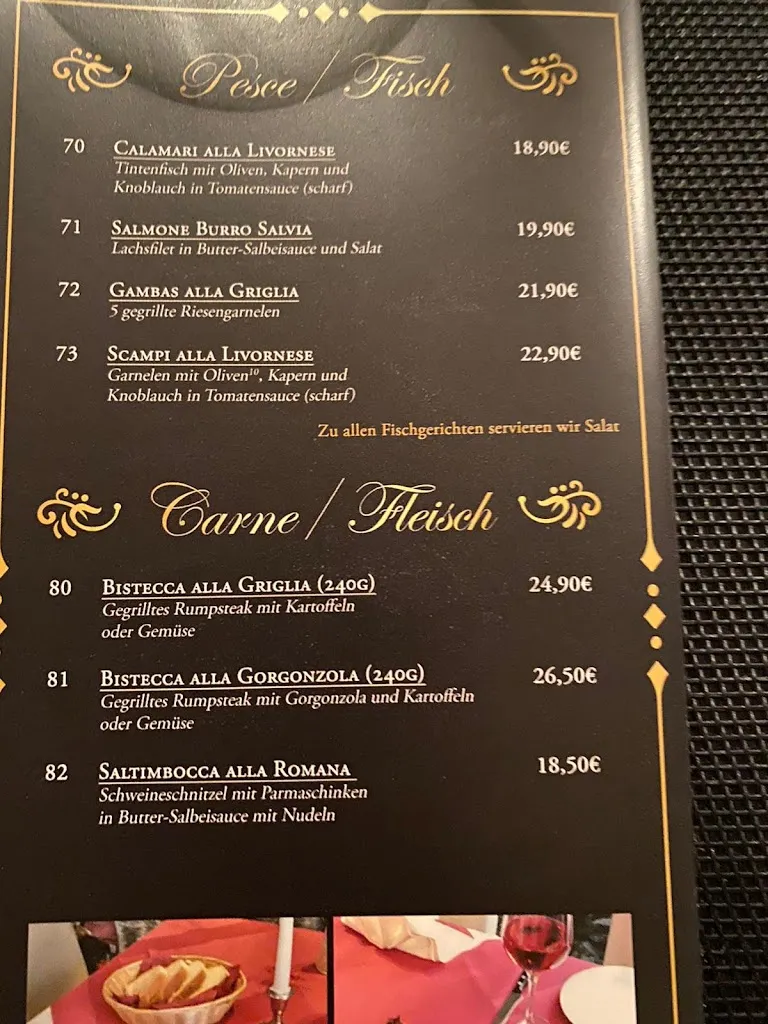 Pesce / Fisch
70 Calamari alla Livornese 18,90€
Tintenfisch mit Oliven, Kapern und
Knoblauch in Tomatensauce (scharf)
71 Salmone Burro Salvia 19,90€
Lachsfilet in Butter-Salbeisauce und Salat
72 Gambas alla Griglia 21,90€
5 gegrillte Riesengarnelen
73 Scampi alla Livornese 22,90€
Garnelen mit Oliven¹⁰, Kapern und
Knoblauch in Tomatensauce (scharf)
Zu allen Fischgerichten servieren wir Salat
Carne / Fleisch
80 Bistecca alla Griglia (240g) 24,90€
Gegrilltes Rumpsteak mit Kartoffeln
oder Gemüse
81 Bistecca alla Gorgonzola (240g) 26,50€
Gegrilltes Rumpsteak mit Gorgonzola und Kartoffeln
oder Gemüse
82 Saltimbocca alla Romana 18,50€
Schweineschnitzel mit Parmaschinken
in Butter-Salbeisauce mit Nudeln